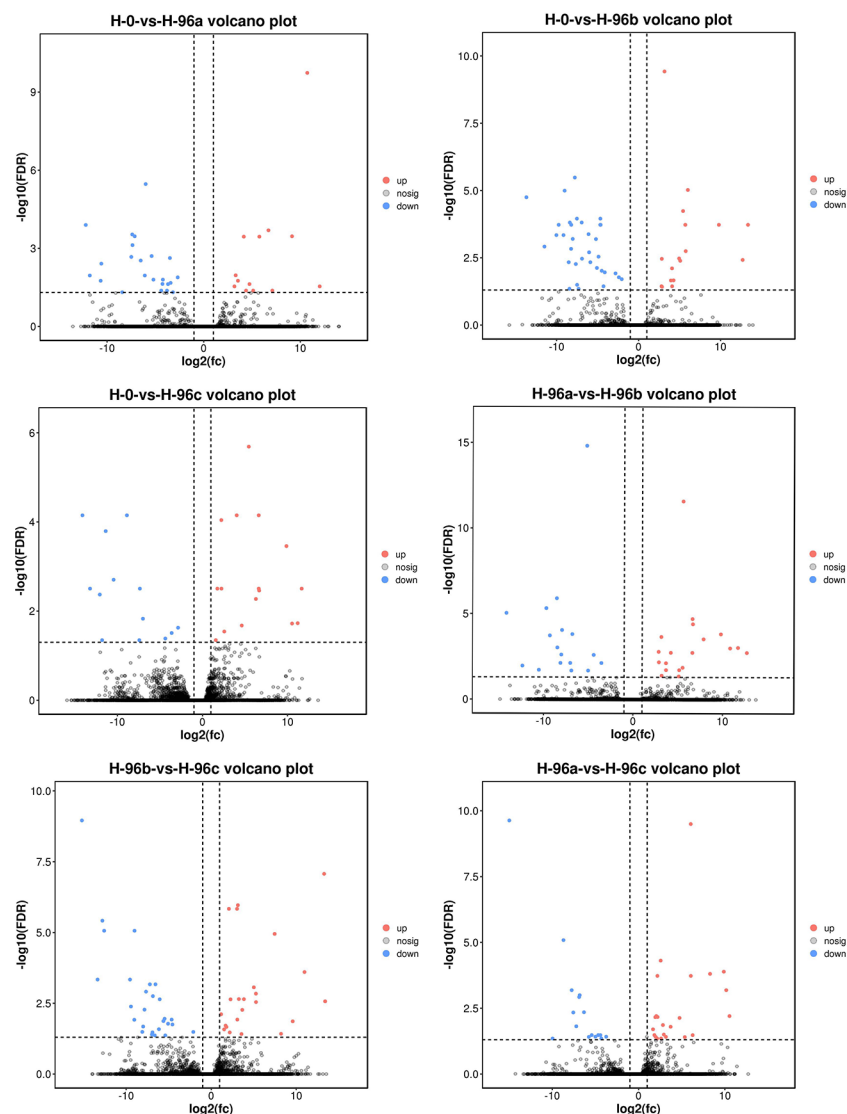 H-0-vs-H-96a volcano plot
-log10(FDR)
9
6
3
0
-10
0
10
log2(fc)
up
nosig
down
H-0-vs-H-96b volcano plot
-log10(FDR)
10.0
7.5
5.0
2.5
0.0
-10
0
10
log2(fc)
up
nosig
down
H-0-vs-H-96c volcano plot
-log10(FDR)
6
4
2
0
-10
0
10
log2(fc)
up
nosig
down
H-96a-vs-H-96b volcano plot
-log10(FDR)
15
10
5
0
-10
0
10
log2(fc)
up
nosig
down
H-96b-vs-H-96c volcano plot
-log10(FDR)
10.0
7.5
5.0
2.5
0.0
-10
0
10
log2(fc)
up
nosig
down
H-96a-vs-H-96c volcano plot
-log10(FDR)
10.0
7.5
5.0
2.5
0.0
-10
0
10
log2(fc)
up
nosig
down